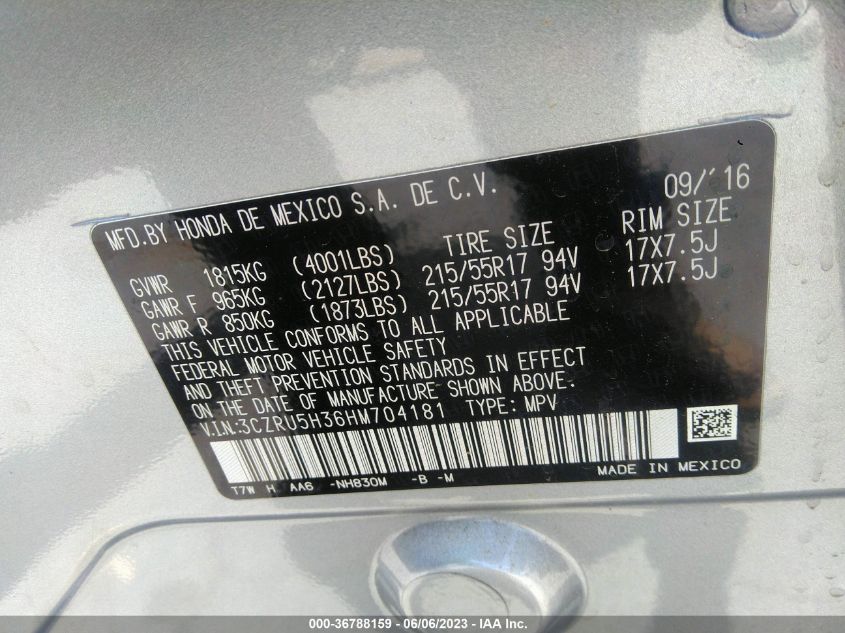 MFD.BY HONDA DE MEXICO S.A. DE C.V. 09/'16
GVWR 1815KG (4001LBS) TIRE SIZE RIM SIZE
GAWR F 965KG (2127LBS) 215/55R17 94V 17X7.5J
GAWR R 850KG (1873LBS) 215/55R17 94V 17X7.5J
THIS VEHICLE CONFORMS TO ALL APPLICABLE
FEDERAL MOTOR VEHICLE SAFETY
AND THEFT PREVENTION STANDARDS IN EFFECT
ON THE DATE OF MANUFACTURE SHOWN ABOVE.
V.I.N.:3CZRU5H36HM704181 TYPE: MPV
T7W H AA6 -NH830M -B -M MADE IN MEXICO
000-36788159 - 06/06/2023 - IAA Inc.